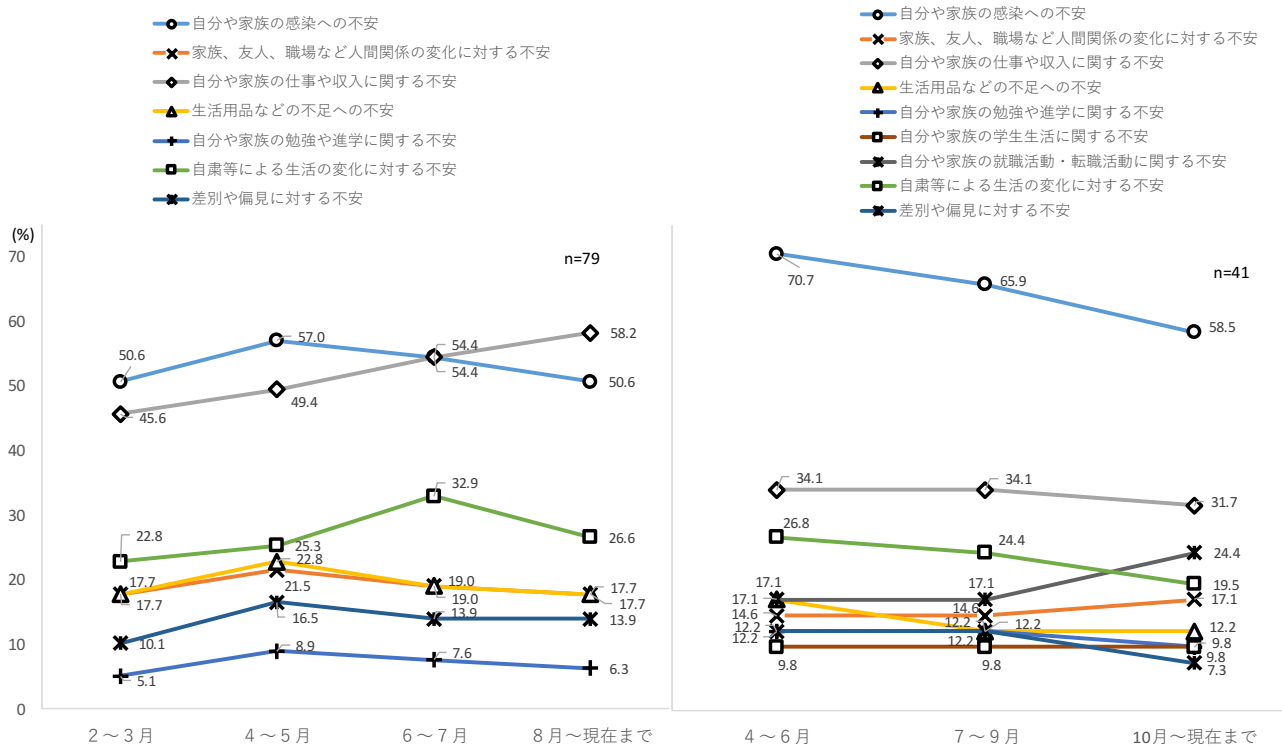 自分や家族の感染への不安
家族、友人、職場など人間関係の変化に対する不安
自分や家族の仕事や収入に関する不安
生活用品などの不足への不安
自分や家族の勉強や進学に関する不安
自粛等による生活の変化に対する不安
差別や偏見に対する不安
(%)
70
60
50
40
30
20
10
0
n=79
50.6
57.0
54.4
50.6
45.6
49.4
54.4
58.2
22.8
25.3
32.9
26.6
17.7
22.8
19.0
17.7
17.7
21.5
19.0
17.7
10.1
16.5
13.9
13.9
5.1
8.9
7.6
6.3
2～3月
4～5月
6～7月
8月～現在まで
自分や家族の感染への不安
家族、友人、職場など人間関係の変化に対する不安
自分や家族の仕事や収入に関する不安
生活用品などの不足への不安
自分や家族の勉強や進学に関する不安
自分や家族の学生生活に関する不安
自分や家族の就職活動・転職活動に関する不安
自粛等による生活の変化に対する不安
差別や偏見に対する不安
n=41
70.7
65.9
58.5
34.1
34.1
31.7
26.8
24.4
19.5
17.1
17.1
24.4
17.1
14.6
14.6
17.1
12.2
12.2
12.2
12.2
12.2
12.2
9.8
9.8
9.8
9.8
7.3
4～6月
7～9月
10月～現在まで